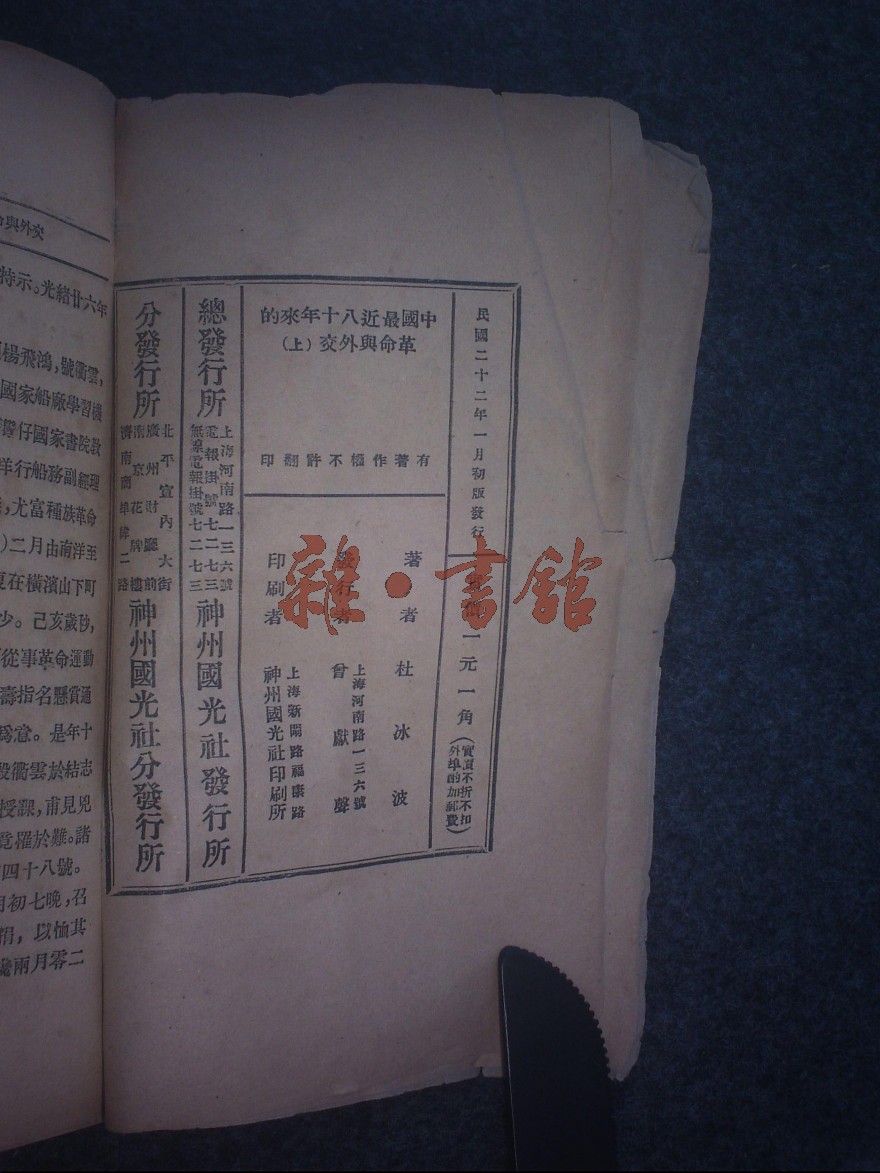 與外交
特示。光緒廿六年
楊飛鴻,號衢雲,
國家船廠學習機
灣仔國家書院教
洋行船務副經理
,尤富種族革命
)二月由南洋至
夏在橫濱山下町
少。己亥歲秒,
從事革命運動
壽指名懸賞通
爲意。是年十
殺衢雲於結志
授課,甫見兇
竟罹於難。諸
四十八號。
月初七晚,召
捐,以恤其
兩月零二
民國二十二年一月初版發行
一元一角
(實價不折不扣
外埠酌加郵費)
中國最近八十年來的
革命與外交(上)
有著作權不許翻印
著者 杜冰波
發行者 上海河南路一三六號
曾獻聲
印刷者 上海新閘路福康路
神州國光社印刷所
總發行所 上海河南路一三六號
電報掛號七二七三
無線電報掛號七二七三
神州國光社發行所
分發行所 北平宣內大街
廣州財廳前
南京花牌樓
濟南商埠緯二路
神州國光社分發行所
雜·書館